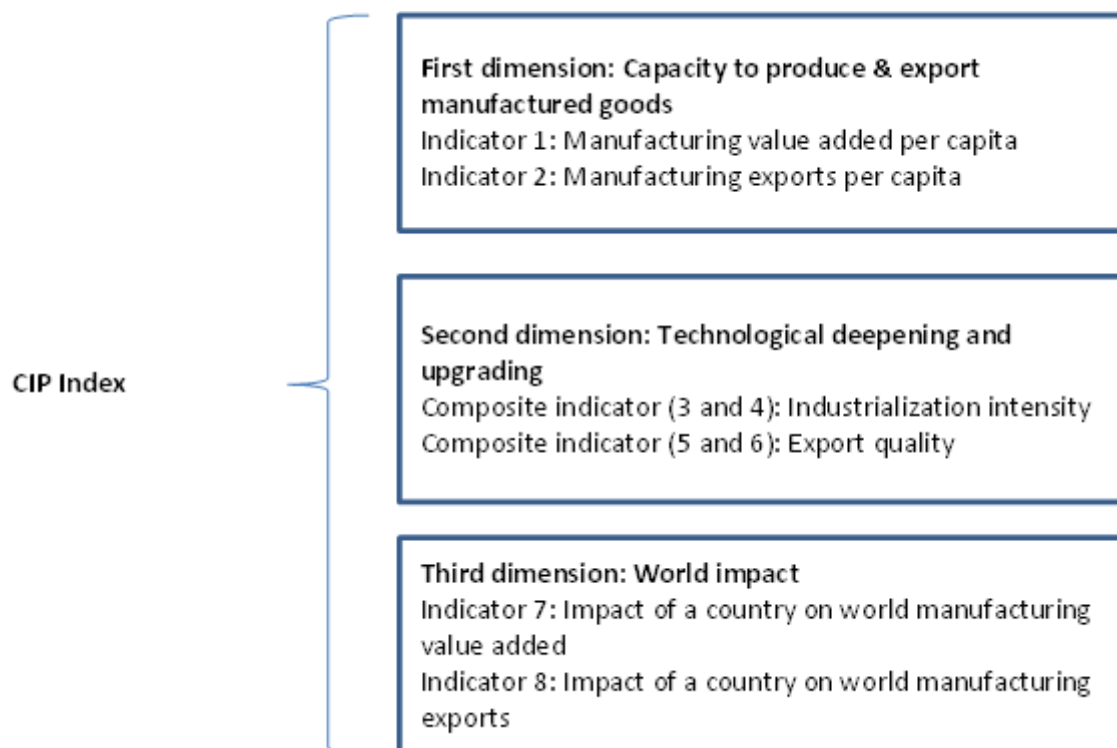 CIP Index
First dimension: Capacity to produce & export
manufactured goods
Indicator 1: Manufacturing value added per capita
Indicator 2: Manufacturing exports per capita
Second dimension: Technological deepening and
upgrading
Composite indicator (3 and 4): Industrialization intensity
Composite indicator (5 and 6): Export quality
Third dimension: World impact
Indicator 7: Impact of a country on world manufacturing
value added
Indicator 8: Impact of a country on world manufacturing
exports